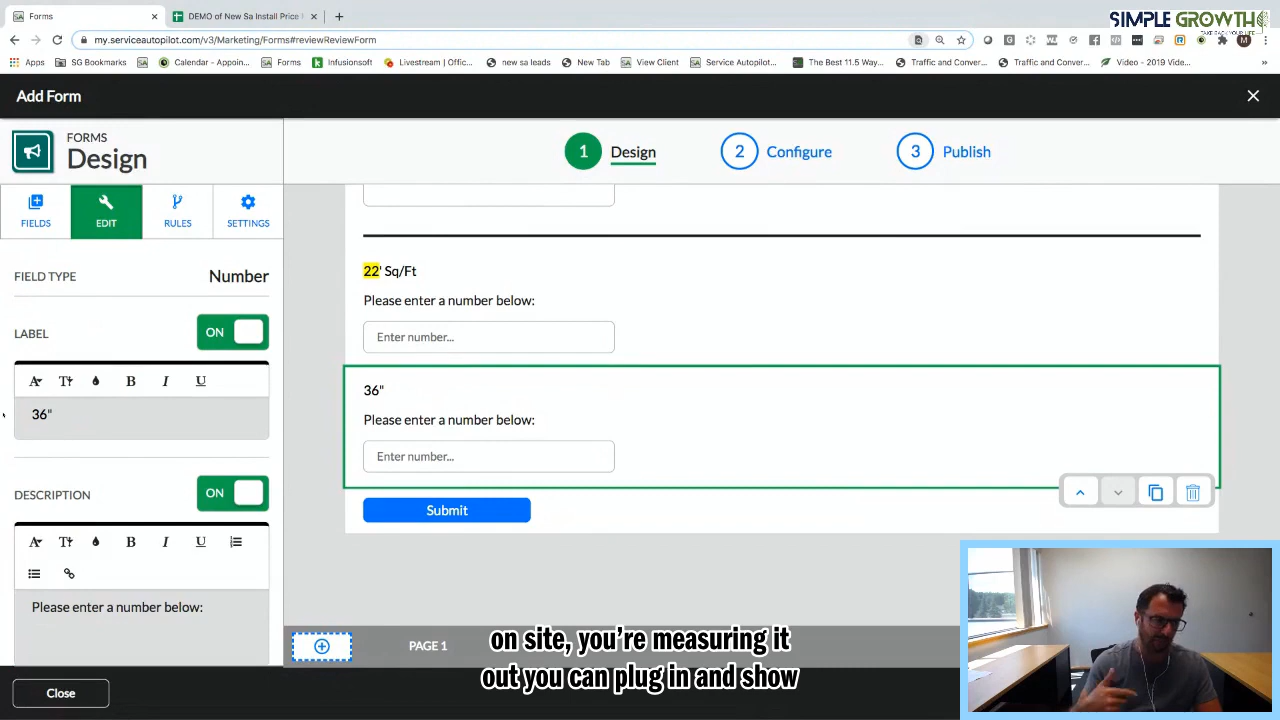 Forms
DEMO of New Sa Install Price
SIMPLE GROWTH
TAKE BACK YOUR LIFE
my.serviceautopilot.com/v3/Marketing/Forms#reviewReviewForm
Apps
SG Bookmarks
Calendar – Appoin...
Forms
Infusionsoft
Livestream | Offic...
new sa leads
New Tab
View Client
Service Autopilot...
The Best 11.5 Way...
Traffic and Conver...
Traffic and Conver...
Video - 2019 Vide...
Add Form
FORMS
Design
1 Design
2 Configure
3 Publish
FIELDS
EDIT
RULES
SETTINGS
FIELD TYPE
Number
LABEL
ON
36"
DESCRIPTION
ON
Please enter a number below:
22' Sq/Ft
Please enter a number below:
Enter number...
36"
Please enter a number below:
Enter number...
Submit
PAGE 1
Close
on site, you're measuring it
out you can plug in and show